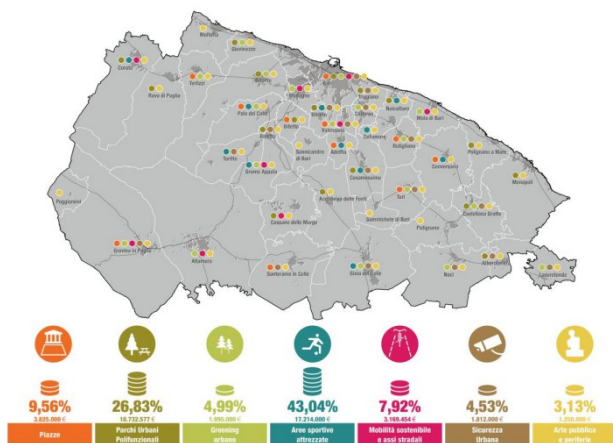 Molfetta
Giovinazzo
Corato
Terlizzi
Bitonto
Bari
Ruvo di Puglia
Modugno
Triggiano
Palo del Colle
Bitetto
Bitritto
Valenzano
Capurso
Noicattaro
Mola di Bari
Cellamare
Rutigliano
Toritto
Adelfia
Polignano a Mare
Grumo Appula
Sannicandro di Bari
Casamassima
Conversano
Monopoli
Poggiorsini
Acquaviva delle Fonti
Turi
Cassano delle Murge
Sammichele di Bari
Putignano
Castellana Grotte
Gravina in Puglia
Altamura
Santeramo in Colle
Gioia del Colle
Noci
Alberobello
Locorotondo
9,56%
26,83%
4,99%
43,04%
7,92%
4,53%
3,13%
3.825.000 €
10.732.577 €
1.995.000 €
17.214.000 €
3.169.454 €
1.812.000 €
1.250.000 €
Piazze
Parchi Urbani
Polifunzionali
Greening
urbano
Aree sportive
attrezzate
Mobilità sostenibile
e assi stradali
Sicurezza
Urbana
Arte pubblica
e periferie